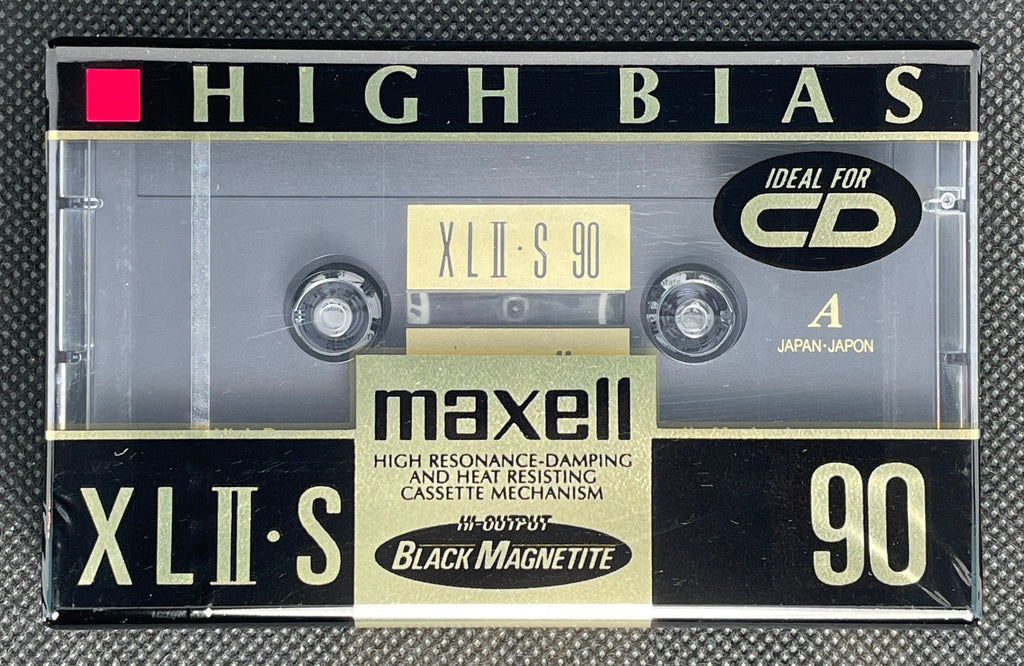 HIGH BIAS
IDEAL FOR
CD
XLII·S 90
A
JAPAN·JAPON
maxell
HIGH RESONANCE-DAMPING
AND HEAT RESISTING
CASSETTE MECHANISM
HI-OUTPUT
BLACK MAGNETITE
XLII·S
90